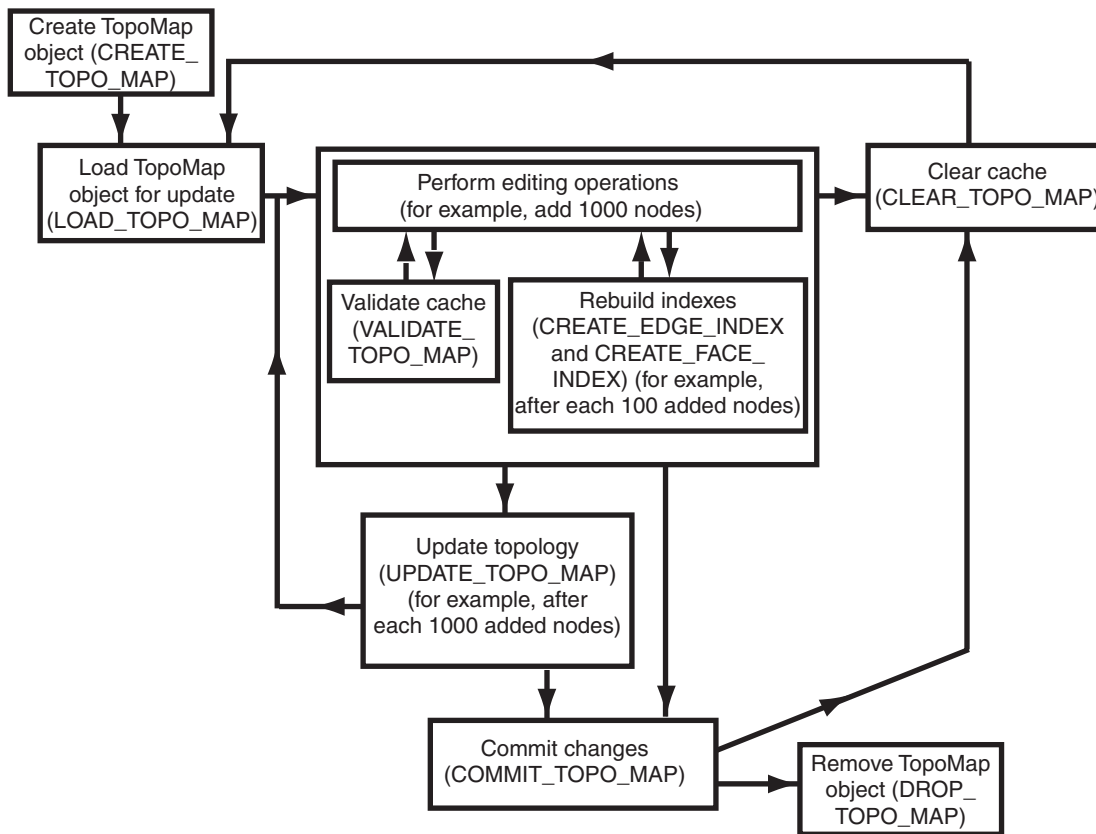 Create TopoMap
object (CREATE_
TOPO_MAP)
Load TopoMap
object for update
(LOAD_TOPO_MAP)
Perform editing operations
(for example, add 1000 nodes)
Clear cache
(CLEAR_TOPO_MAP)
Validate cache
(VALIDATE_
TOPO_MAP)
Rebuild indexes
(CREATE_EDGE_INDEX
and CREATE_FACE_
INDEX) (for example,
after each 100 added nodes)
Update topology
(UPDATE_TOPO_MAP)
(for example, after
each 1000 added nodes)
Commit changes
(COMMIT_TOPO_MAP)
Remove TopoMap
object (DROP_
TOPO_MAP)